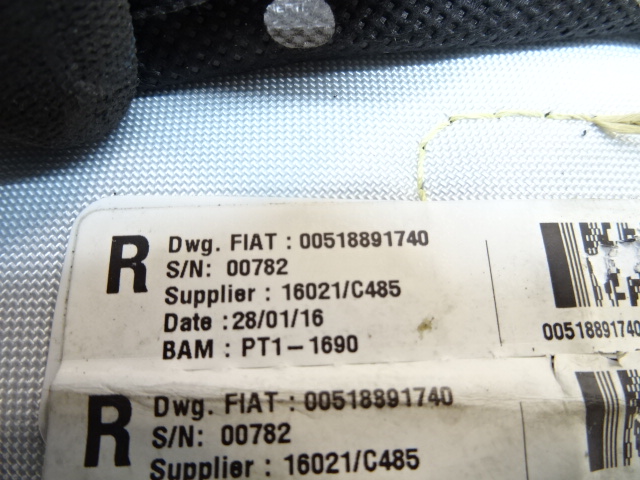 R
Dwg. FIAT : 00518891740
S/N: 00782
Supplier : 16021/C485
Date : 28/01/16
BAM : PT1-1690
00518891740
R
Dwg. FIAT : 00518891740
S/N: 00782
Supplier : 16021/C485